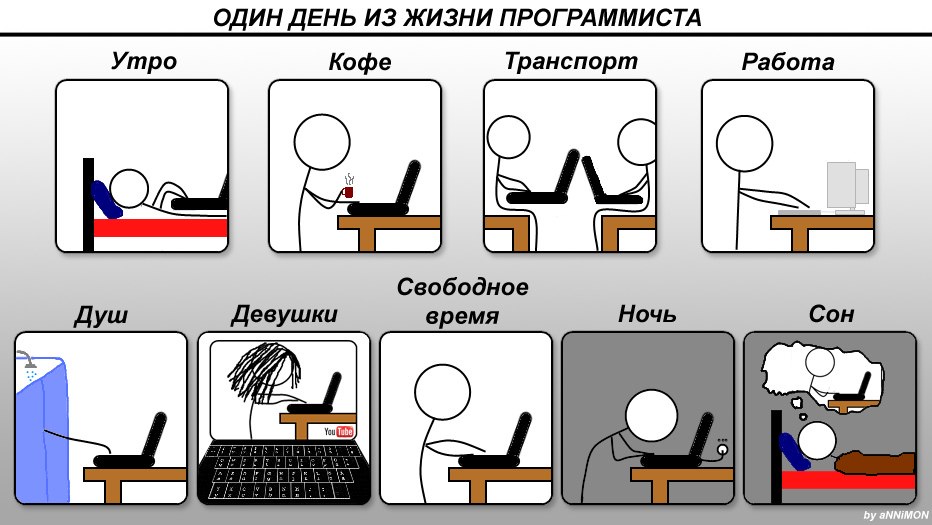 ОДИН ДЕНЬ ИЗ ЖИЗНИ ПРОГРАММИСТА
Утро
Кофе
Транспорт
Работа
Душ
Девушки
Свободное
время
Ночь
Сон
YouTube
by aNNiMON